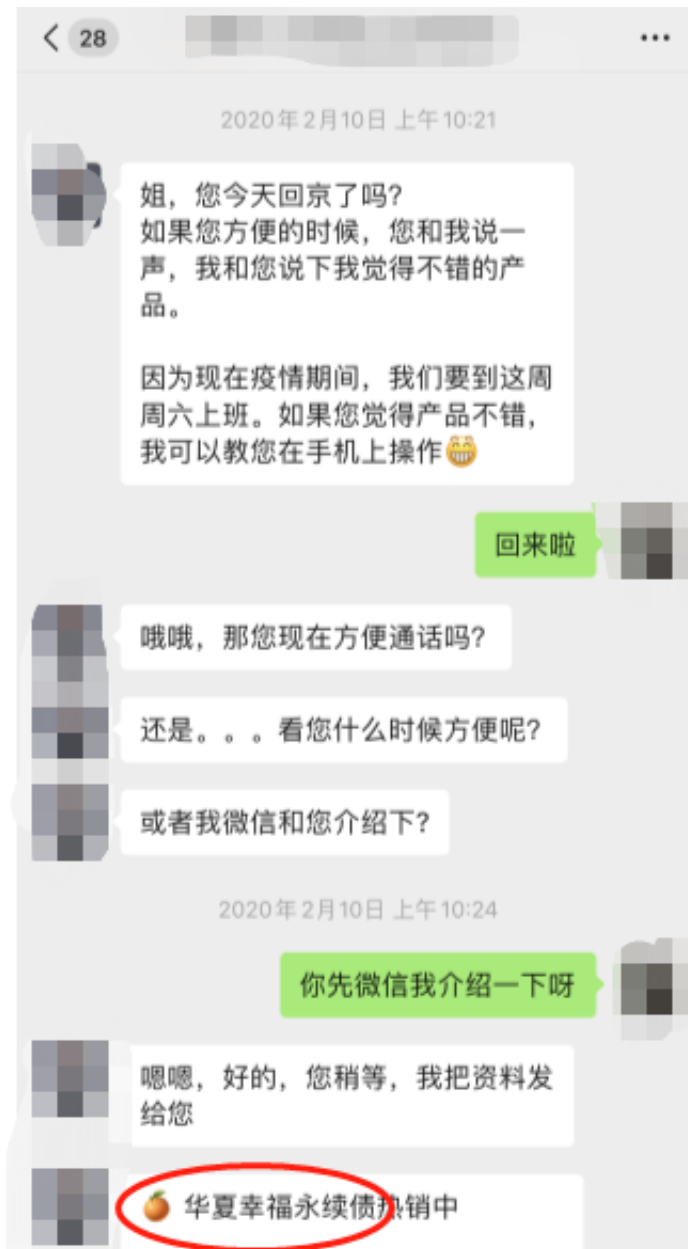 28
2020年2月10日 上午10:21
姐，您今天回京了吗？
如果您方便的时候，您和我说一
声，我和您说下我觉得不错的产
品。
因为现在疫情期间，我们要到这周
周六上班。如果您觉得产品不错，
我可以教您在手机上操作😁
回来啦
哦哦，那您现在方便通话吗？
还是。。。看您什么时候方便呢？
或者我微信和您介绍下？
2020年2月10日 上午10:24
你先微信我介绍一下呀
嗯嗯，好的，您稍等，我把资料发
给您
🍊 华夏幸福永续债热销中